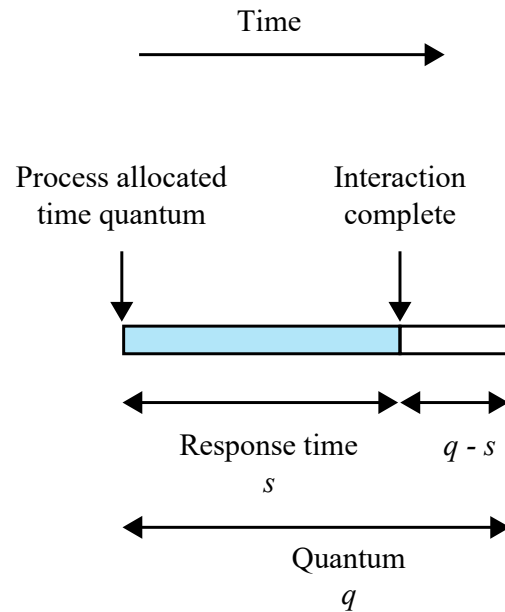 Time
Process allocated
time quantum
Interaction
complete
Response time
s
q - s
Quantum
q